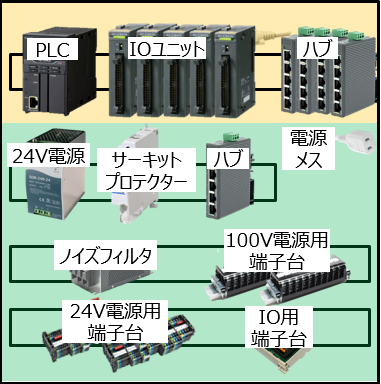 PLC
IOユニット
ハブ
24V電源
サーキット
プロテクター
ハブ
電源
メス
ノイズフィルタ
100V電源用
端子台
24V電源用
端子台
IO用
端子台